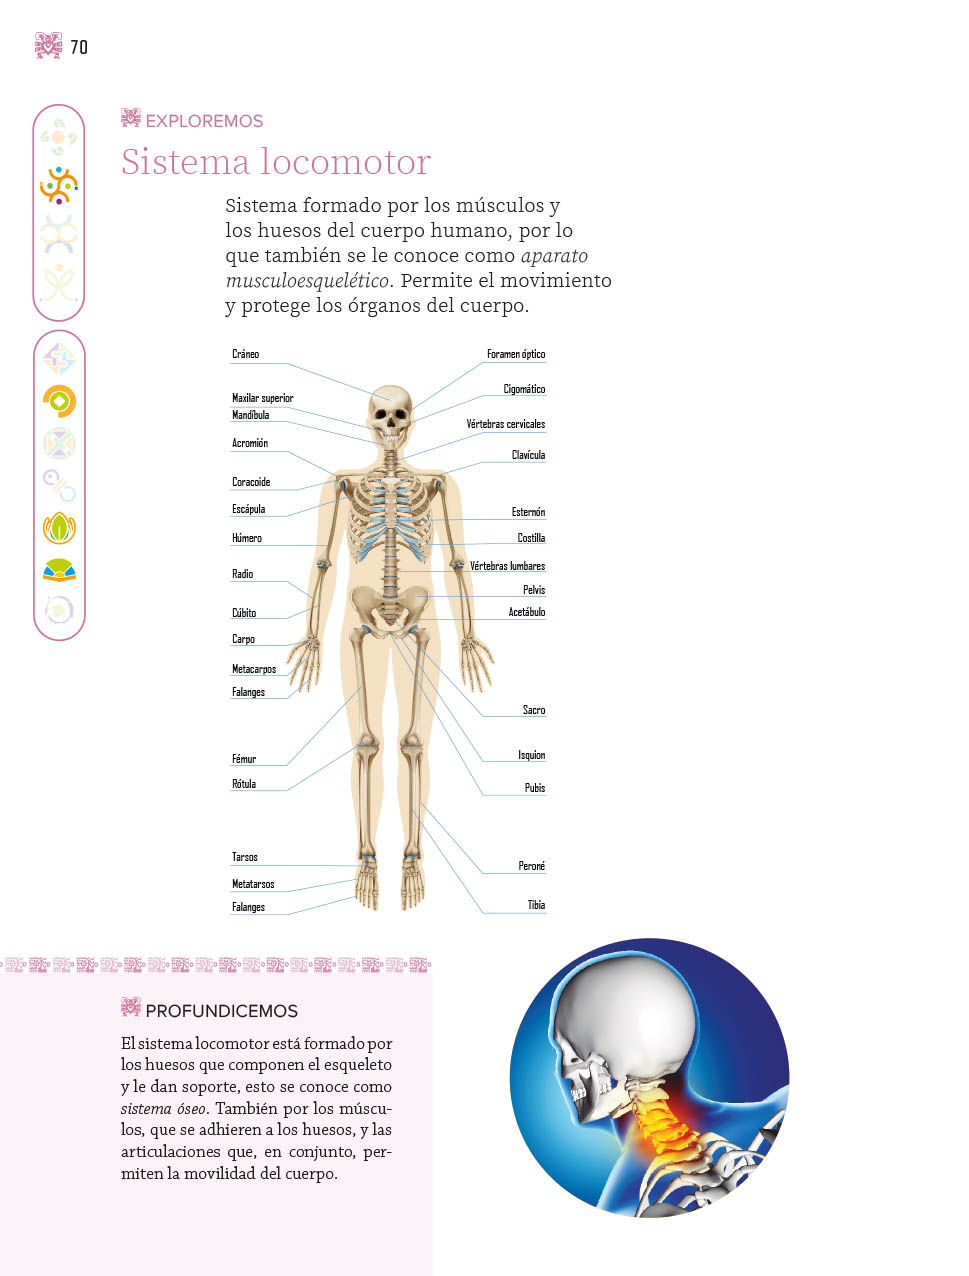 70
EXPLOREMOS
Sistema locomotor
Sistema formado por los músculos y
los huesos del cuerpo humano, por lo
que también se le conoce como aparato
musculoesquelético. Permite el movimiento
y protege los órganos del cuerpo.
Cráneo
Maxilar superior
Mandíbula
Acromión
Coracoide
Escápula
Húmero
Radio
Cúbito
Carpo
Metacarpos
Falanges
Fémur
Rótula
Tarsos
Metatarsos
Falanges
Foramen óptico
Cigomático
Vértebras cervicales
Clavícula
Esternón
Costilla
Vértebras lumbares
Pelvis
Acetábulo
Sacro
Isquion
Pubis
Peroné
Tibia
PROFUNDICEMOS
El sistema locomotor está formado por
los huesos que componen el esqueleto
y le dan soporte, esto se conoce como
sistema óseo. También por los múscu-
los, que se adhieren a los huesos, y las
articulaciones que, en conjunto, per-
miten la movilidad del cuerpo.